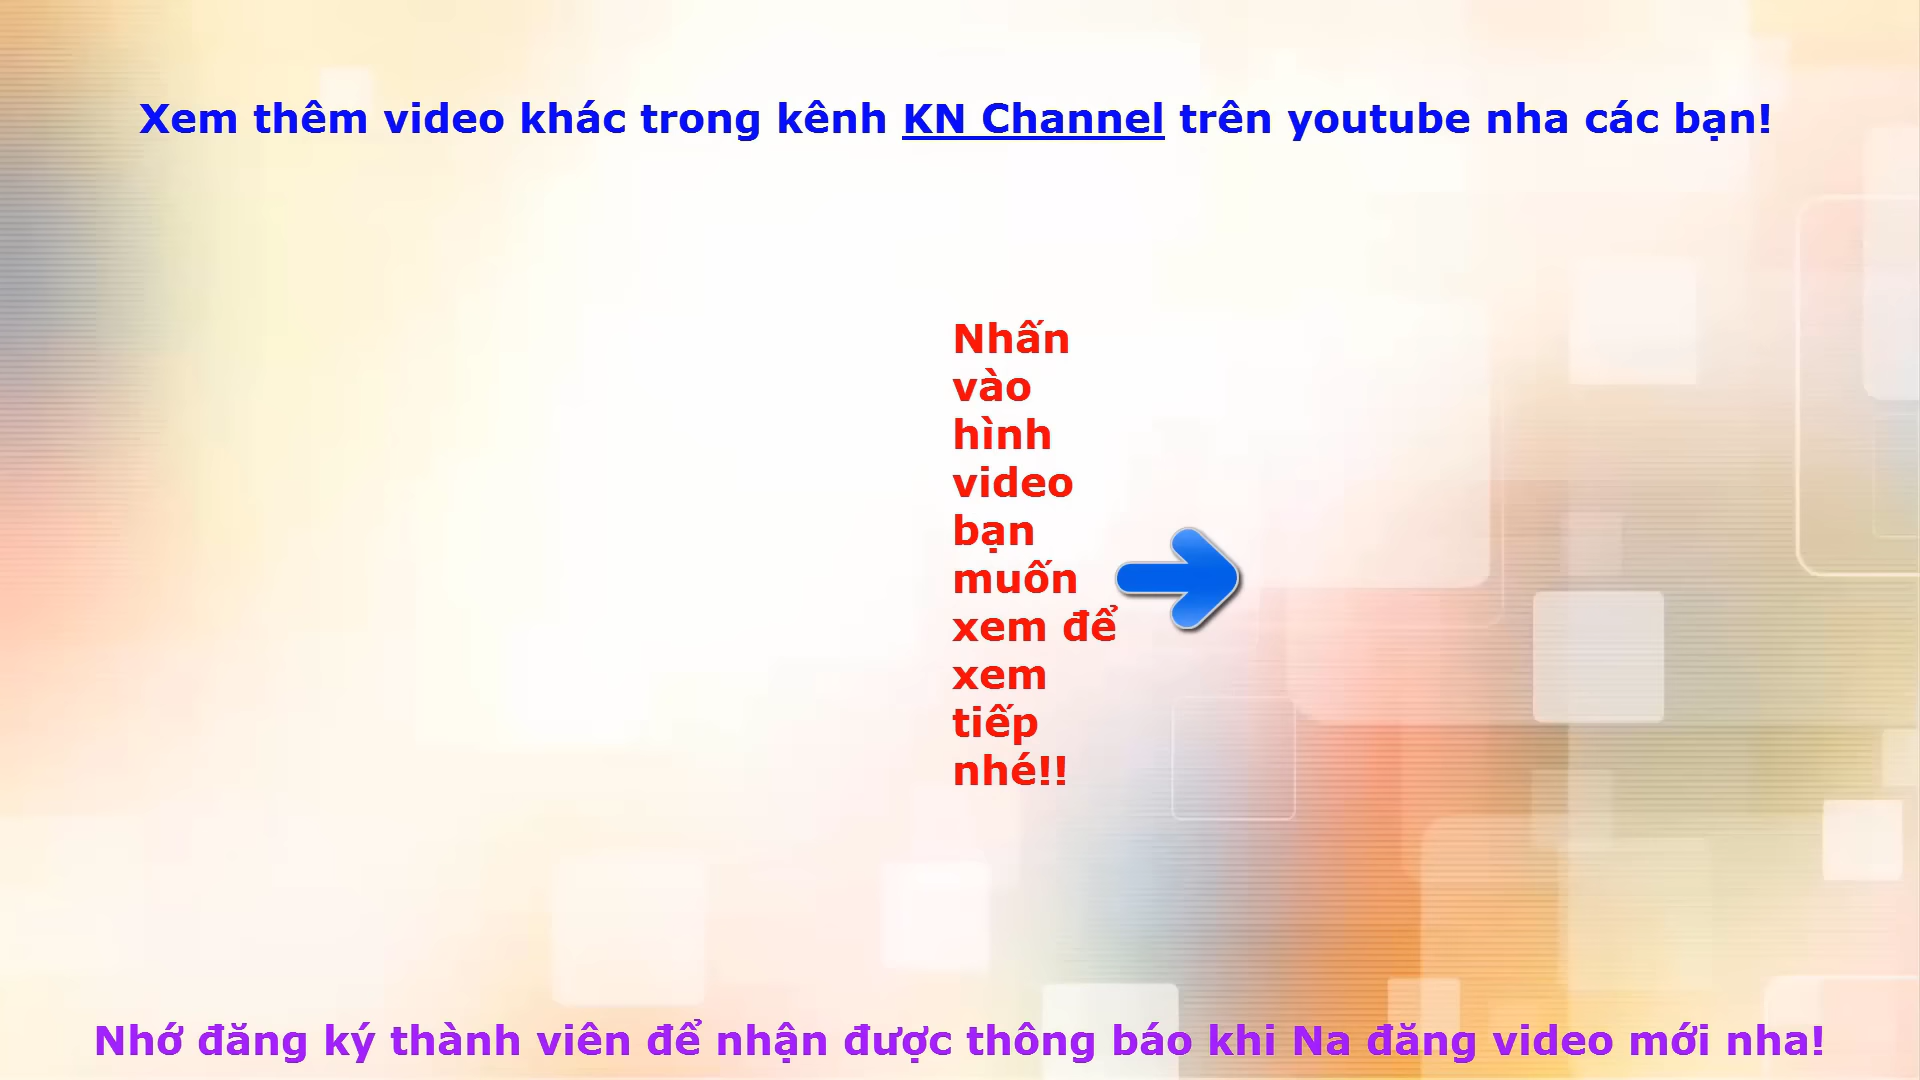 Xem thêm video khác trong kênh KN Channel trên youtube nha các bạn!
Nhấn
vào
hình
video
bạn
muốn
xem để
xem
tiếp
nhé!!
Nhớ đăng ký thành viên để nhận được thông báo khi Na đăng video mới nha!